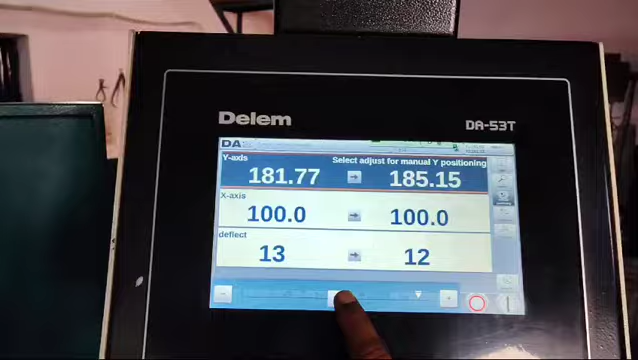 Delem
DA-53T
DA
Y-axis Select adjust for manual Y positioning
181.77 185.15
X-axis
100.0 100.0
deflect
13 12